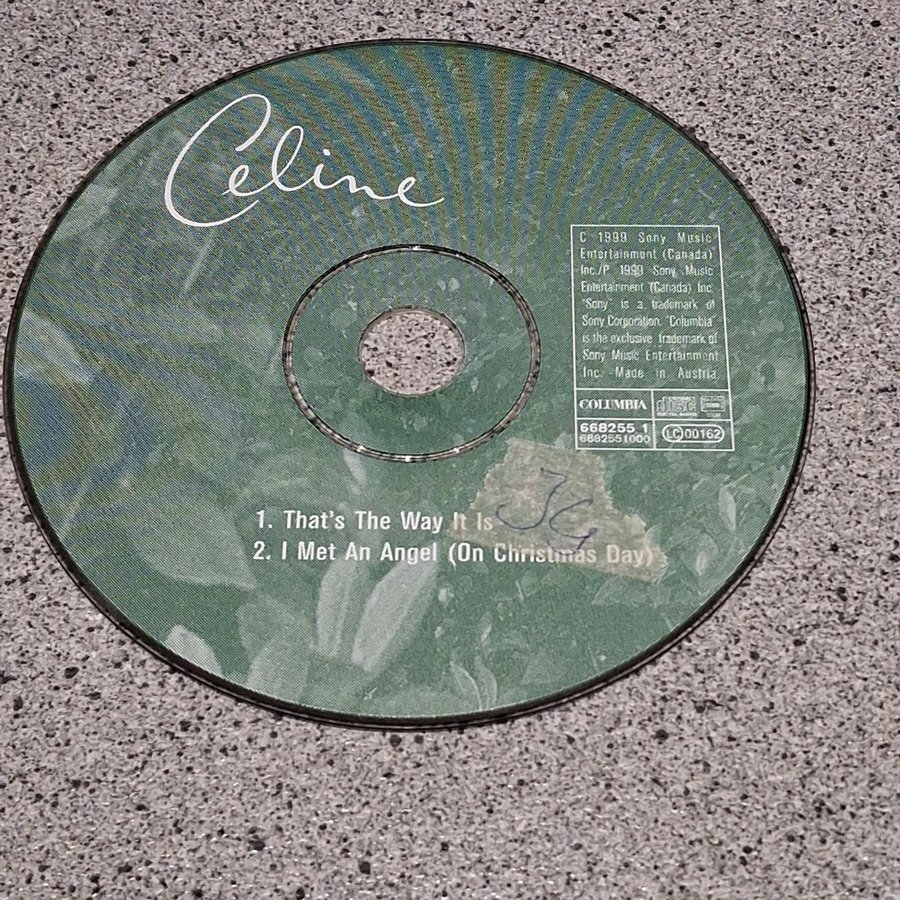 Celine
C 1999 Sony Music
Entertainment (Canada)
Inc./P 1999 Sony Music
Entertainment (Canada) Inc.
"Sony" is a trademark of
Sony Corporation. "Columbia"
is the exclusive trademark of
Sony Music Entertainment
Inc. Made in Austria.
COLUMBIA
DISC
668255 1
6682551000
LC 00162
1. That's The Way It Is
2. I Met An Angel (On Christmas Day)